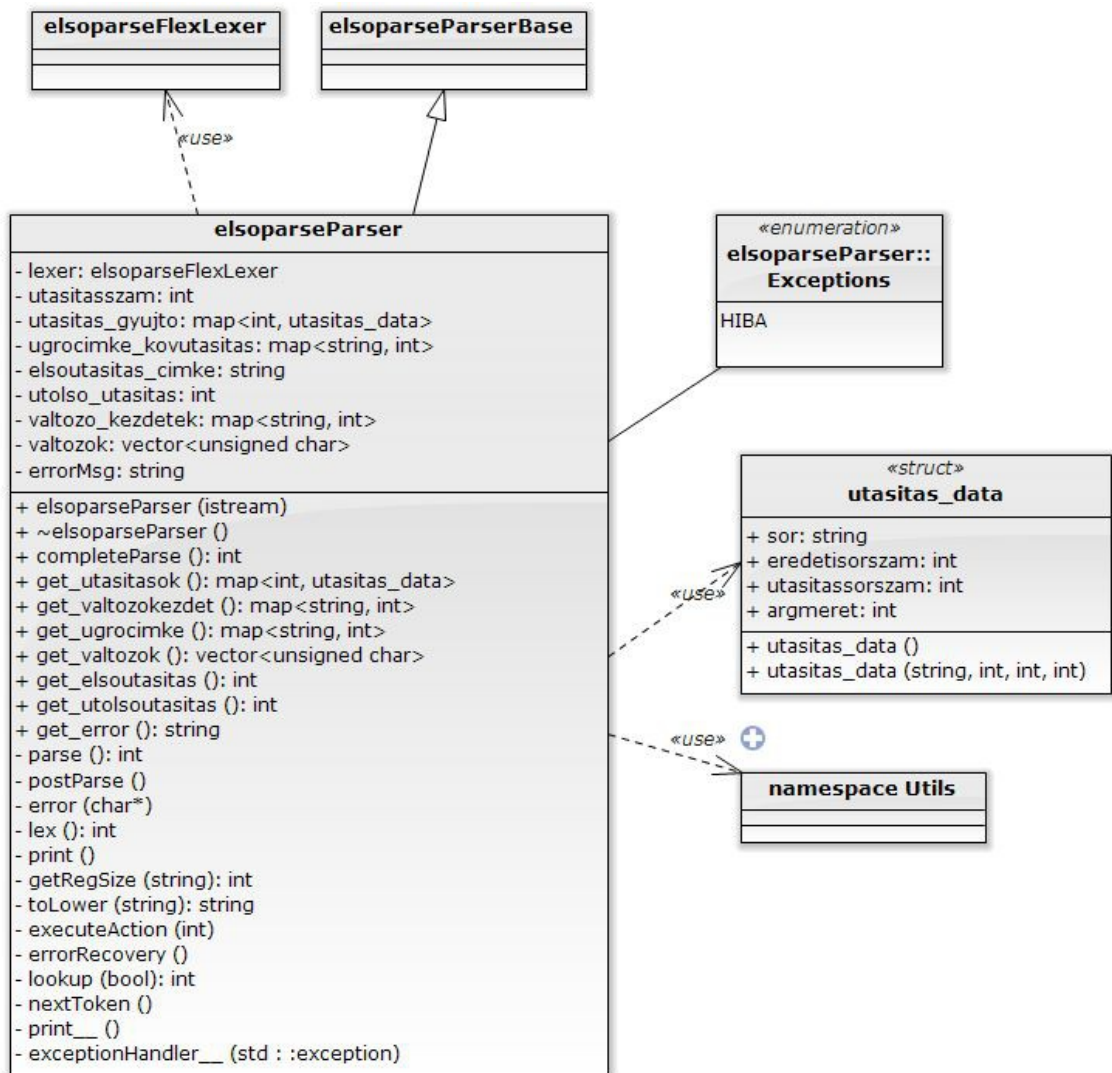 elsoparseFlexLexer
elsoparseParserBase
«use»
elsoparseParser
- lexer: elsoparseFlexLexer
- utasitasszam: int
- utasitas_gyujto: map<int, utasitas_data>
- ugrocimke_kovutasitas: map<string, int>
- elsoutasitas_cimke: string
- utolso_utasitas: int
- valtozo_kezdetek: map<string, int>
- valtozok: vector<unsigned char>
- errorMsg: string
+ elsoparseParser (istream)
+ ~elsoparseParser ()
+ completeParse (): int
+ get_utasitasok (): map<int, utasitas_data>
+ get_valtozokezdet (): map<string, int>
+ get_ugrocimke (): map<string, int>
+ get_valtozok (): vector<unsigned char>
+ get_elsoutasitas (): int
+ get_utolsoutasitas (): int
+ get_error (): string
- parse (): int
- postParse ()
- error (char*)
- lex (): int
- print ()
- getRegSize (string): int
- toLower (string): string
- executeAction (int)
- errorRecovery ()
- lookup (bool): int
- nextToken ()
- print__ ()
- exceptionHandler__ (std : :exception)
«enumeration»
elsoparseParser::
Exceptions
HIBA
«struct»
utasitas_data
+ sor: string
+ eredetisorszam: int
+ utasitassorszam: int
+ argmeret: int
+ utasitas_data ()
+ utasitas_data (string, int, int, int)
«use»
«use»
namespace Utils